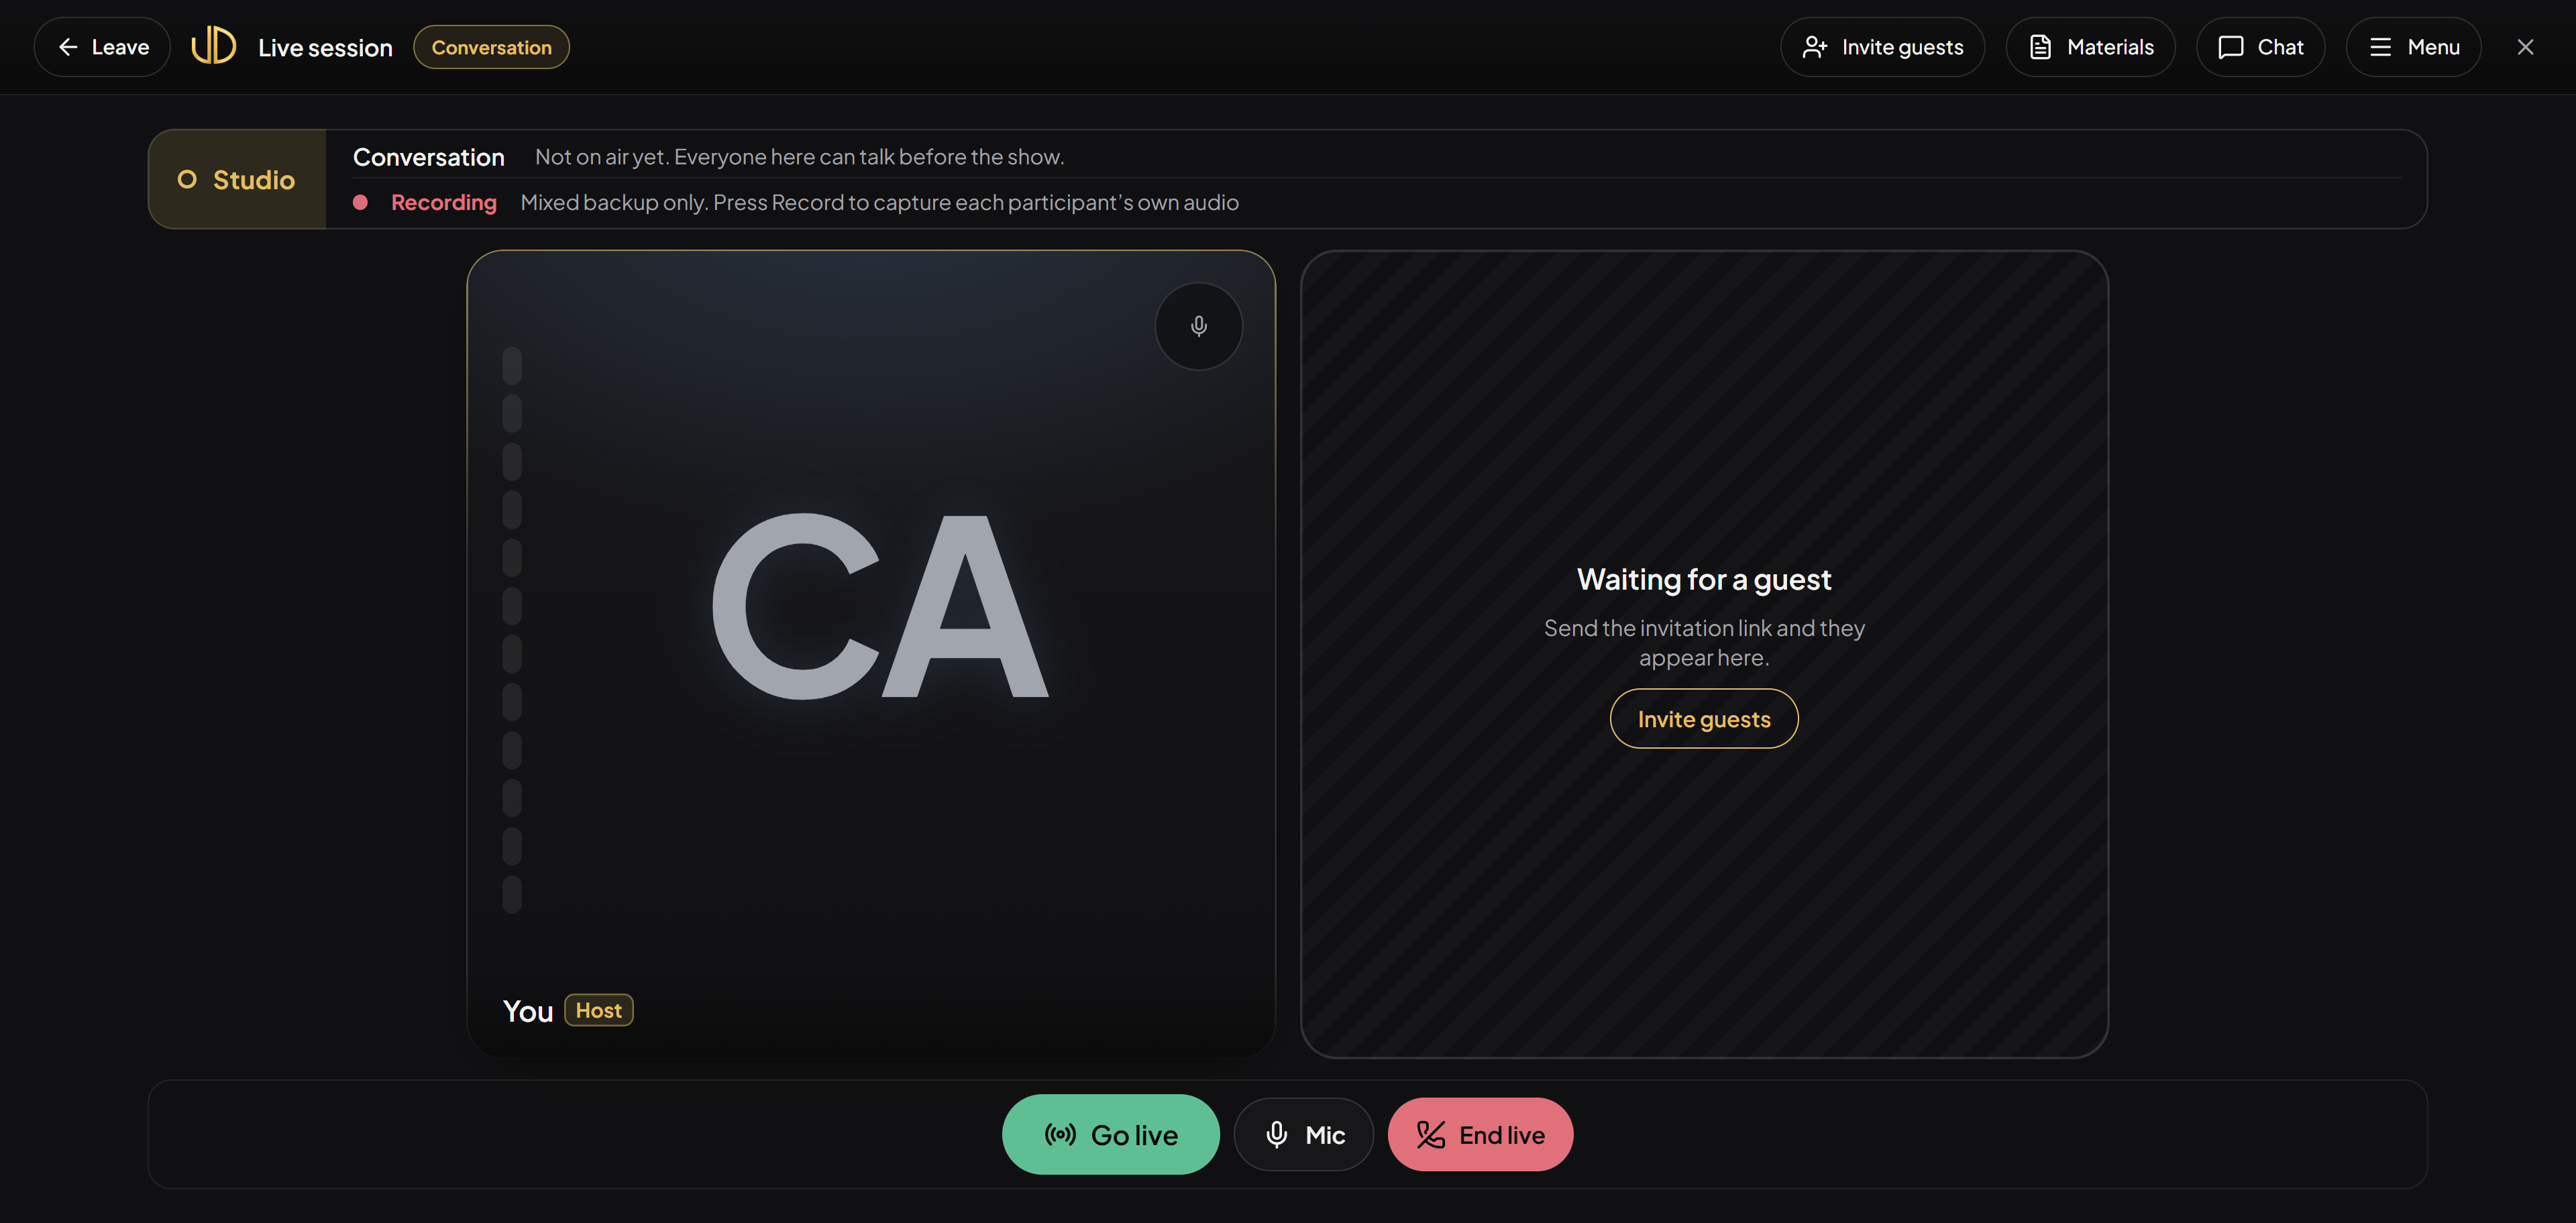 Leave
Live session
Conversation
Invite guests
Materials
Chat
Menu
Studio
Conversation Not on air yet. Everyone here can talk before the show.
Recording Mixed backup only. Press Record to capture each participant’s own audio
CA
You Host
Waiting for a guest
Send the invitation link and they
appear here.
Invite guests
Go live
Mic
End live